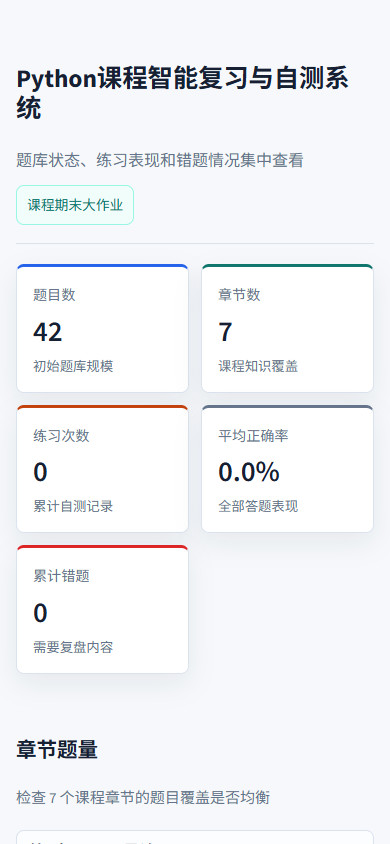 Python课程智能复习与自测系
统
题库状态、练习表现和错题情况集中查看
课程期末大作业
题目数
42
初始题库规模
章节数
7
课程知识覆盖
练习次数
0
累计自测记录
平均正确率
0.0%
全部答题表现
累计错题
0
需要复盘内容
章节题量
检查 7 个课程章节的题目覆盖是否均衡